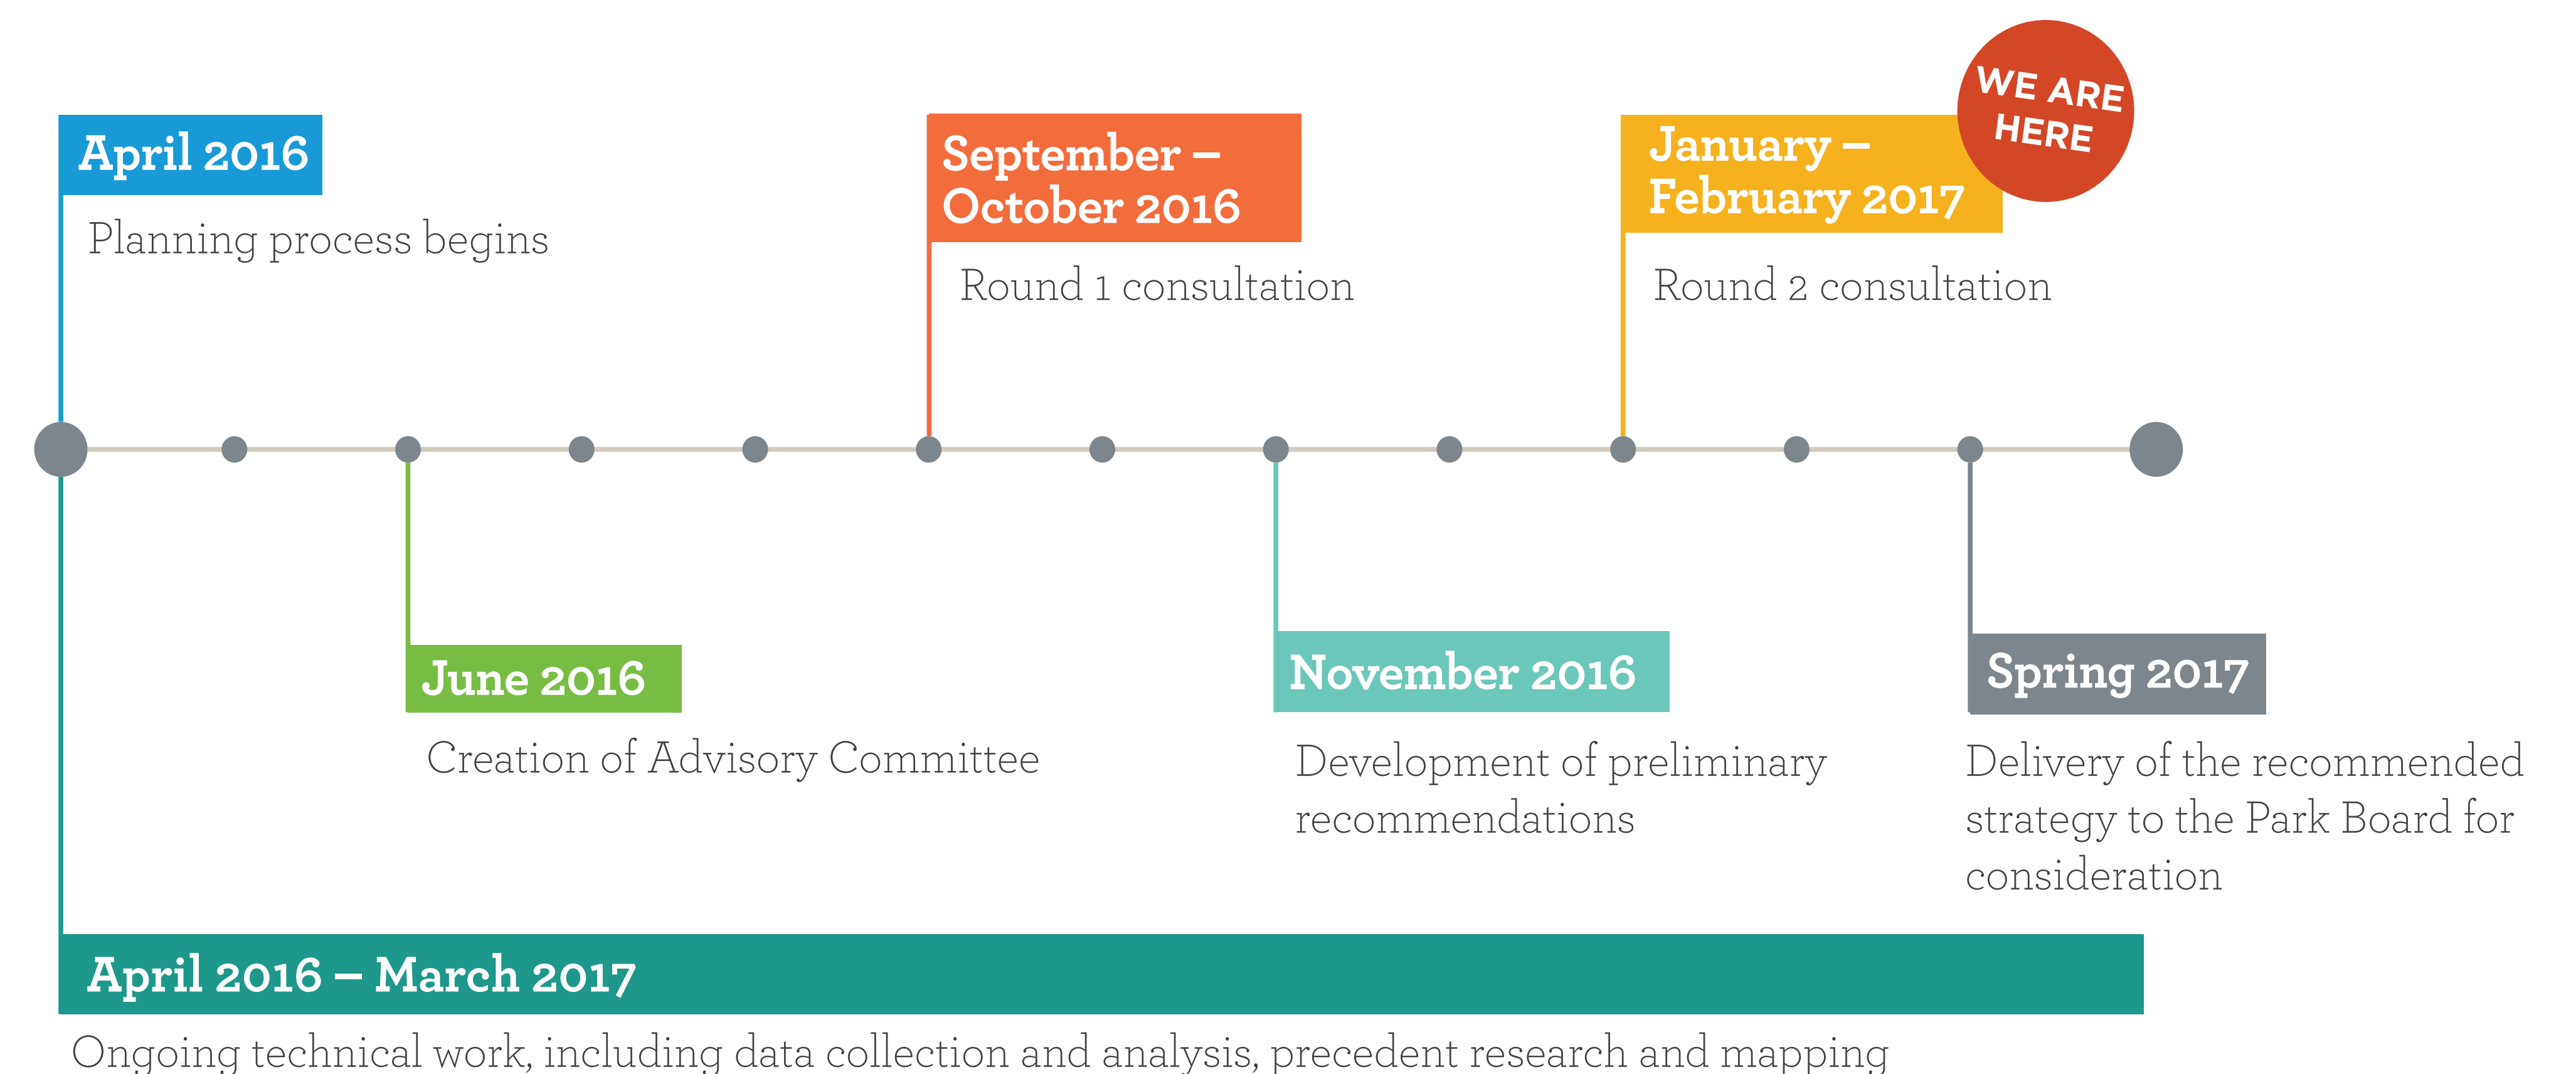 WE ARE
HERE
April 2016
Planning process begins
September –
October 2016
Round 1 consultation
January –
February 2017
Round 2 consultation
June 2016
Creation of Advisory Committee
November 2016
Development of preliminary
recommendations
Spring 2017
Delivery of the recommended
strategy to the Park Board for
consideration
April 2016 – March 2017
Ongoing technical work, including data collection and analysis, precedent research and mapping